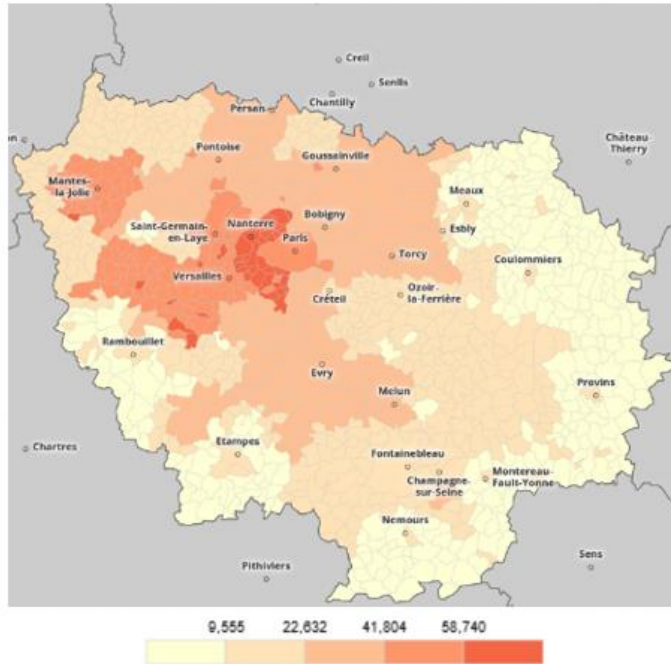 Creil
Senlis
Chantilly
Persan
on
Château-
Thierry
Pontoise
Goussainville
Mantes-
la-Jolie
Meaux
Saint-Germain-
en-Laye
Nanterre
Bobigny
Esbly
Paris
Torcy
Coulommiers
Versailles
Créteil
Ozoir-
la-Ferrière
Rambouillet
Evry
Melun
Provins
Chartres
Etampes
Fontainebleau
Champagne-
sur-Seine
Montereau-
Fault-Yonne
Nemours
Pithiviers
Sens
9,555 22,632 41,804 58,740